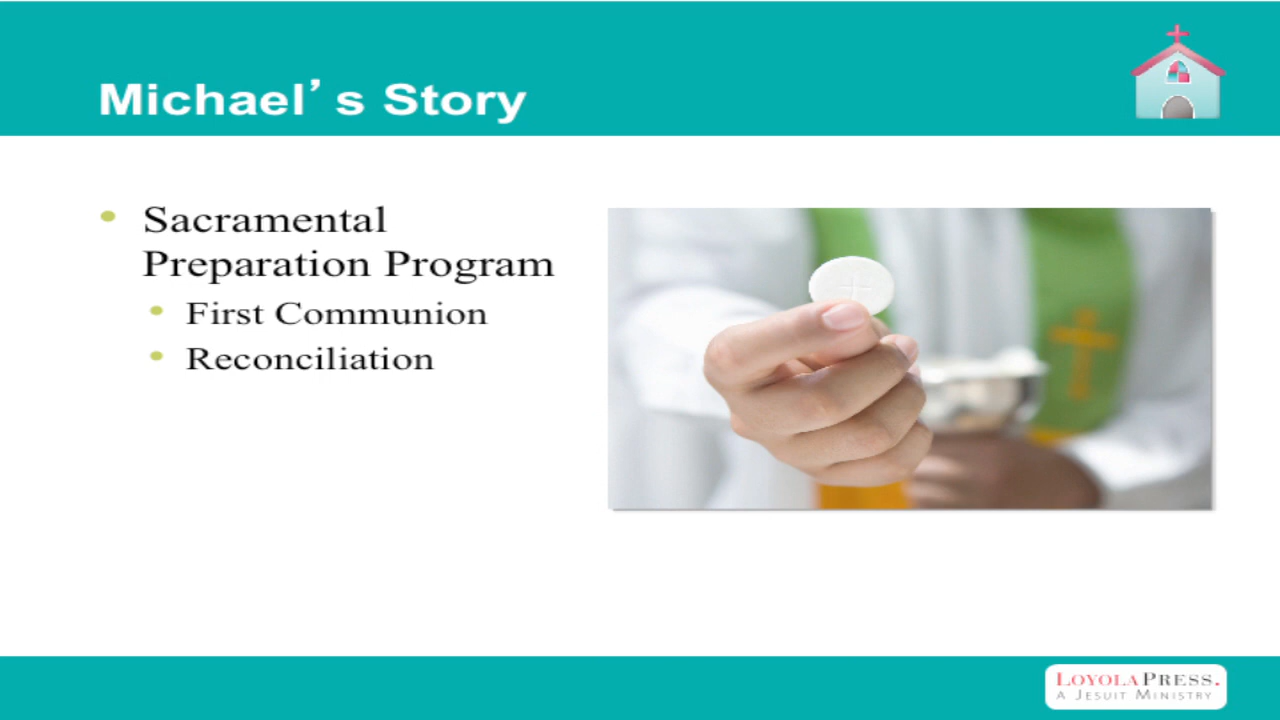 Michael's Story
• Sacramental
Preparation Program
• First Communion
• Reconciliation
LOYOLAPRESS.
A JESUIT MINISTRY